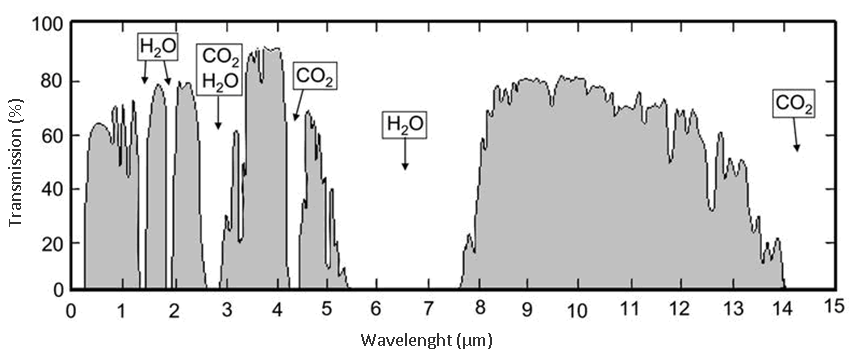 100
80
60
40
20
0
Transmission (%)
H₂O
CO₂
H₂O
CO₂
H₂O
CO₂
0 1 2 3 4 5 6 7 8 9 10 11 12 13 14 15
Wavelenght (µm)